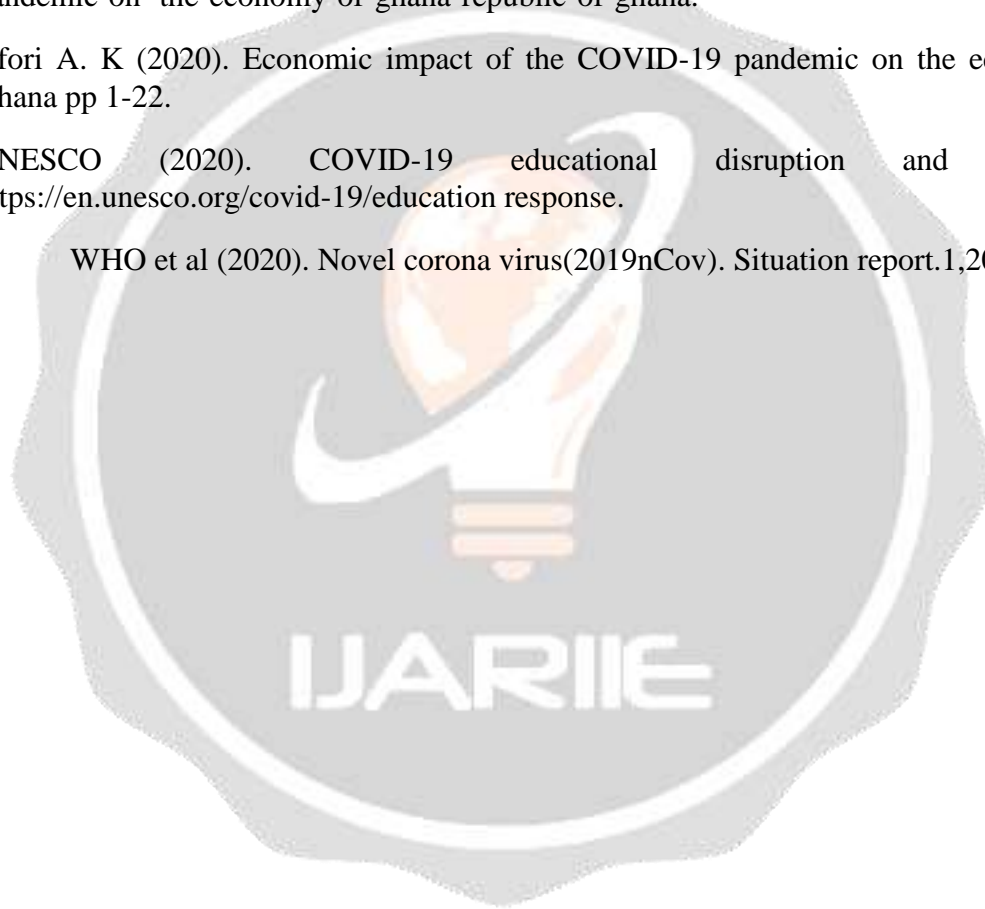 andemic on the economy of ghana republic of ghana.
fori A. K (2020). Economic impact of the COVID-19 pandemic on the ec
hana pp 1-22.
NESCO (2020). COVID-19 educational disruption and
tps://en.unesco.org/covid-19/education response.
WHO et al (2020). Novel corona virus(2019nCov). Situation report.1,20
IJARIIE